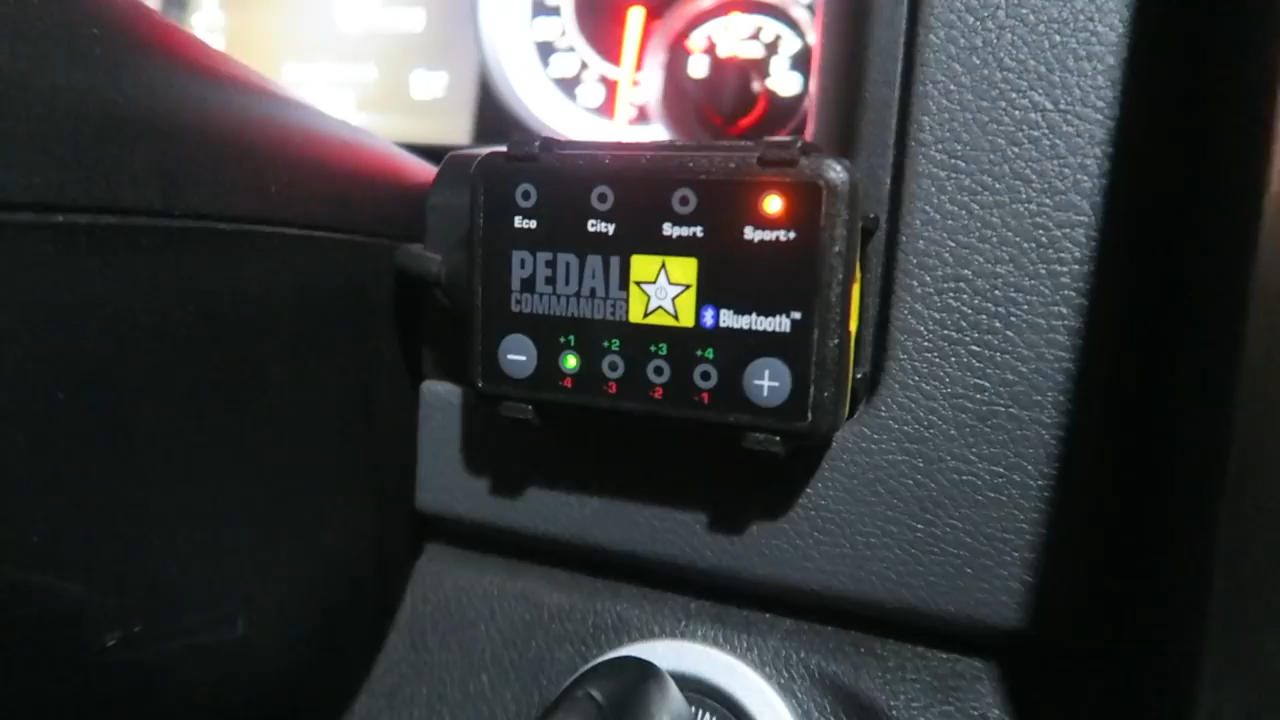 Eco City Sport Sport+
PEDAL
COMMANDER
Bluetooth™
+1 +2 +3 +4
− +
-4 -3 -2 -1